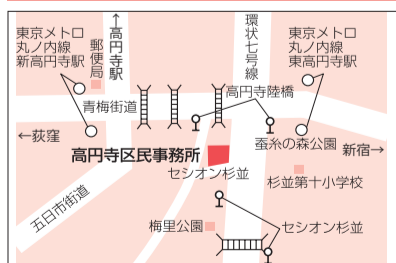 東京メトロ
丸ノ内線
新高円寺駅
郵便局
←高円寺駅
環状七号線
東京メトロ
丸ノ内線
東高円寺駅
青梅街道
高円寺陸橋
←荻窪
高円寺区民事務所
蚕糸の森公園
新宿→
セシオン杉並
杉並第十小学校
五日市街道
梅里公園
セシオン杉並